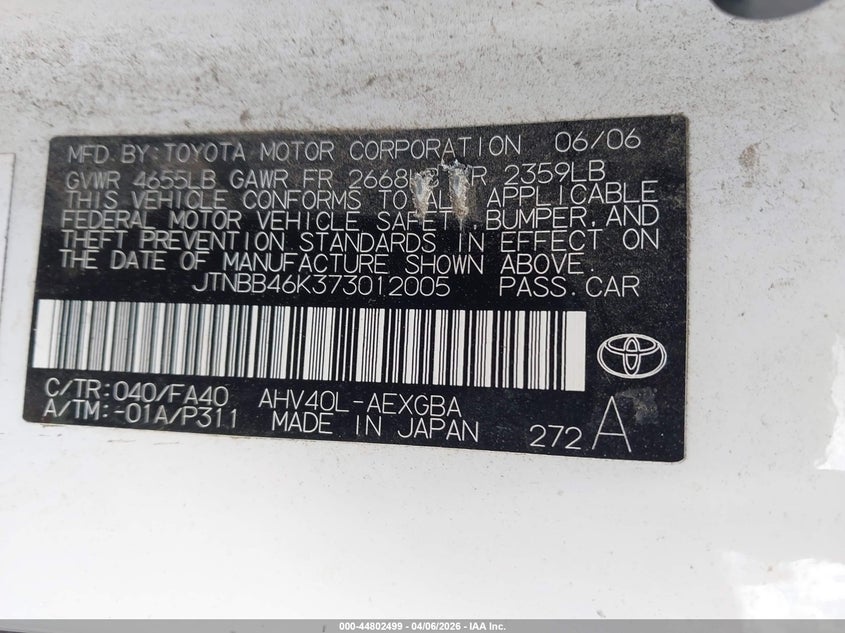 MFD. BY: TOYOTA MOTOR CORPORATION 06/06
GVWR 4655LB GAWR FR 2668LB RR 2359LB
THIS VEHICLE CONFORMS TO ALL APPLICABLE
FEDERAL MOTOR VEHICLE SAFETY, BUMPER, AND
THEFT PREVENTION STANDARDS IN EFFECT ON
THE DATE OF MANUFACTURE SHOWN ABOVE.
JTNBB46K373012005 PASS. CAR
C/TR: 040/FA40 AHV40L-AEXGBA
A/TM: -01A/P311 MADE IN JAPAN 272 A
000-44802499 - 04/06/2026 - IAA Inc.